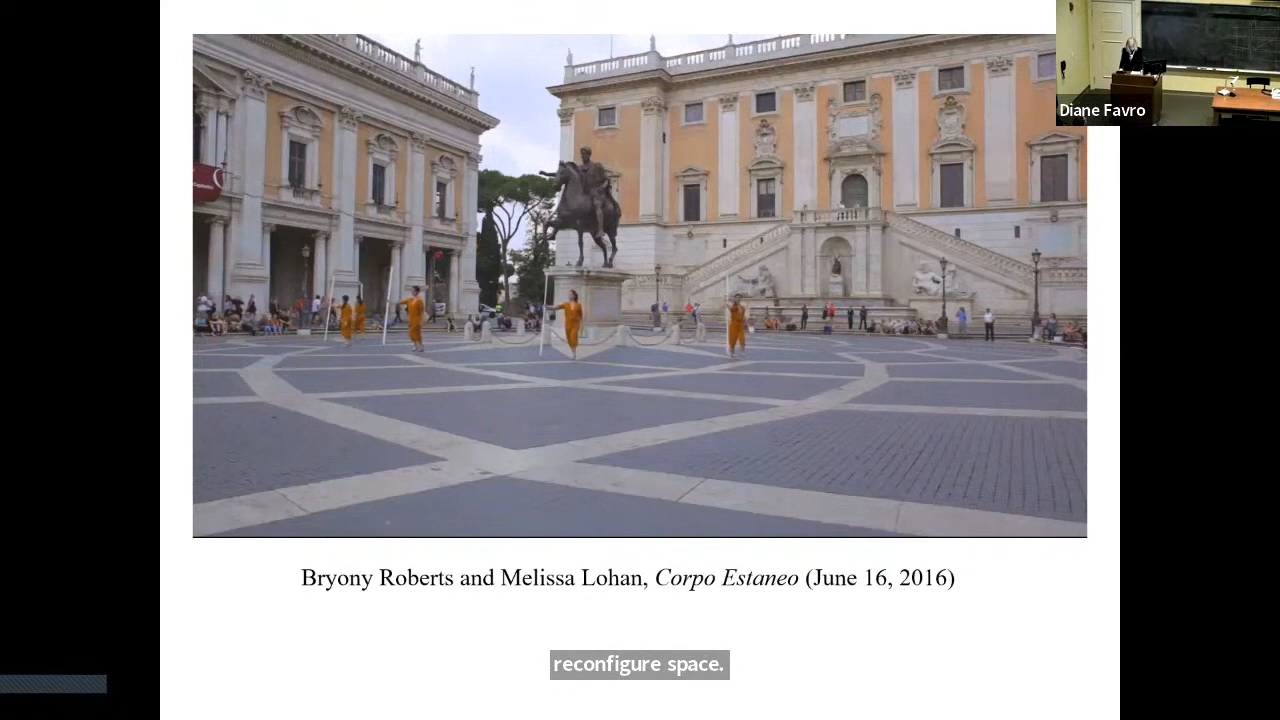 Diane Favro
Bryony Roberts and Melissa Lohan, Corpo Estaneo (June 16, 2016)
reconfigure space.